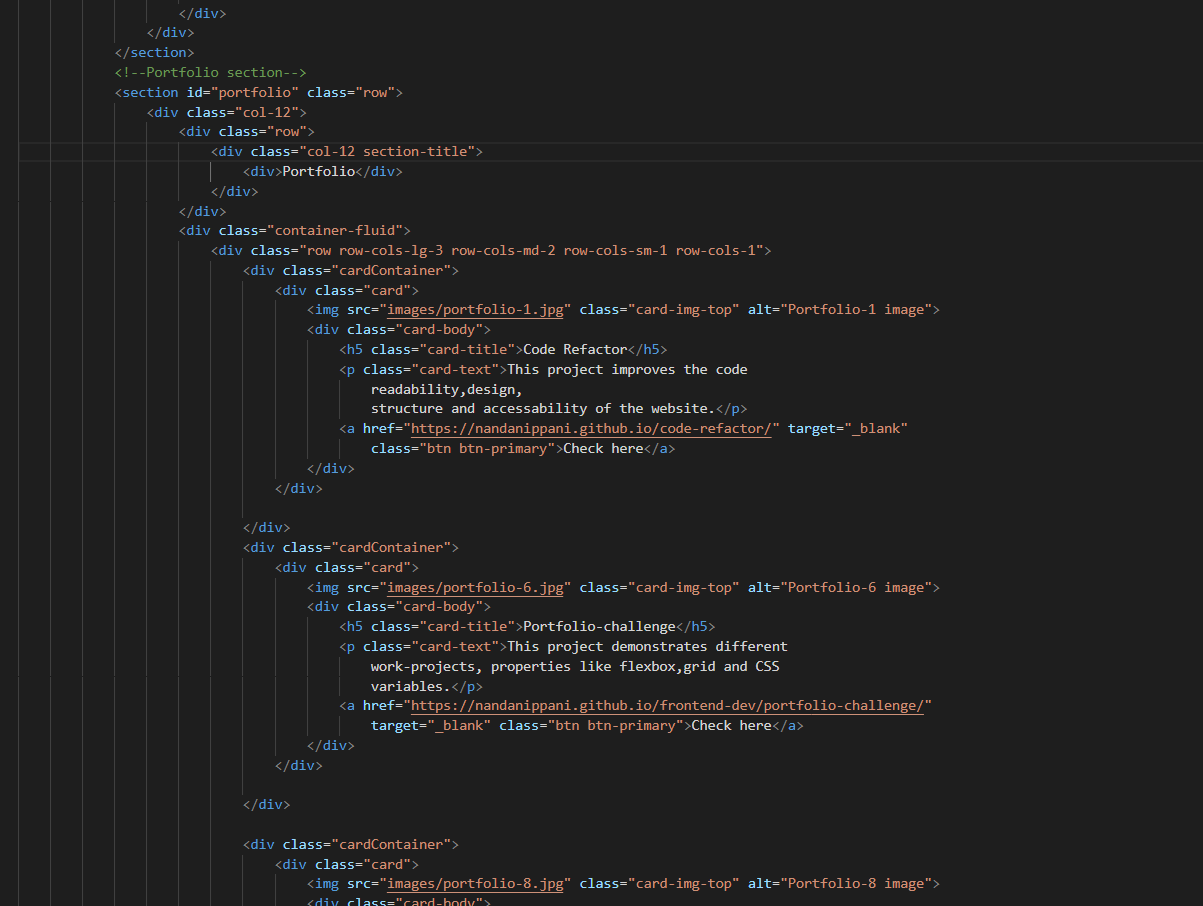 </div>
</div>
</section>
<!--Portfolio section-->
<section id="portfolio" class="row">
<div class="col-12">
<div class="row">
<div class="col-12 section-title">
<div>Portfolio</div>
</div>
</div>
<div class="container-fluid">
<div class="row row-cols-lg-3 row-cols-md-2 row-cols-sm-1 row-cols-1">
<div class="cardContainer">
<div class="card">
<img src="images/portfolio-1.jpg" class="card-img-top" alt="Portfolio-1 image">
<div class="card-body">
<h5 class="card-title">Code Refactor</h5>
<p class="card-text">This project improves the code
readability,design,
structure and accessability of the website.</p>
<a href="https://nandanippani.github.io/code-refactor/" target="_blank"
class="btn btn-primary">Check here</a>
</div>
</div>
</div>
<div class="cardContainer">
<div class="card">
<img src="images/portfolio-6.jpg" class="card-img-top" alt="Portfolio-6 image">
<div class="card-body">
<h5 class="card-title">Portfolio-challenge</h5>
<p class="card-text">This project demonstrates different
work-projects, properties like flexbox,grid and CSS
variables.</p>
<a href="https://nandanippani.github.io/frontend-dev/portfolio-challenge/"
target="_blank" class="btn btn-primary">Check here</a>
</div>
</div>
</div>
<div class="cardContainer">
<div class="card">
<img src="images/portfolio-8.jpg" class="card-img-top" alt="Portfolio-8 image">
<div class="card-body">